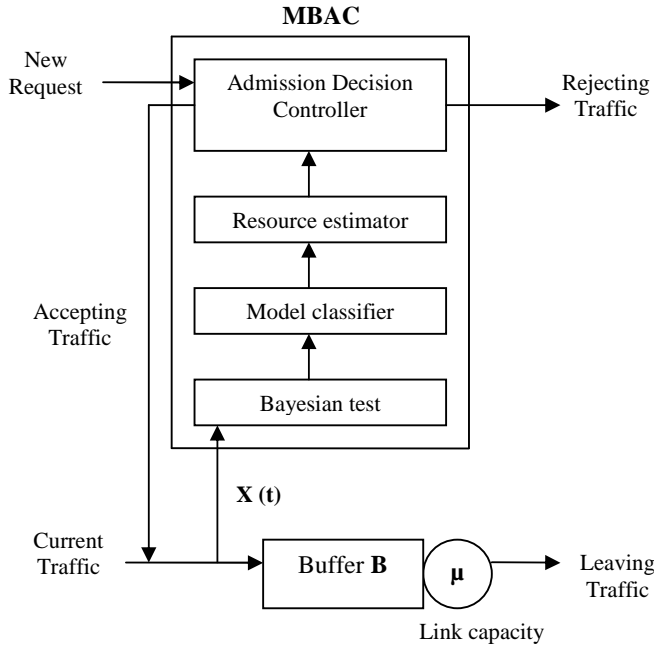 MBAC
New
Request
Admission Decision
Controller
Rejecting
Traffic
Resource estimator
Accepting
Traffic
Model classifier
Bayesian test
X (t)
Current
Traffic
Buffer B
μ
Leaving
Traffic
Link capacity